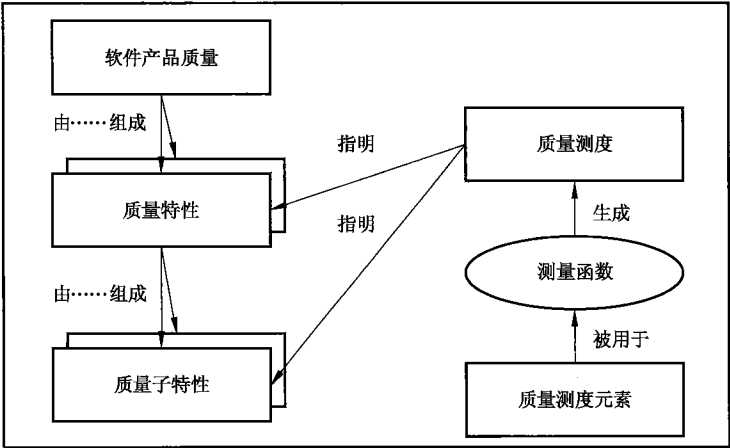 软件产品质量
由……组成
质量特性
由……组成
质量子特性
指明
指明
质量测度
生成
测量函数
被用于
质量测度元素